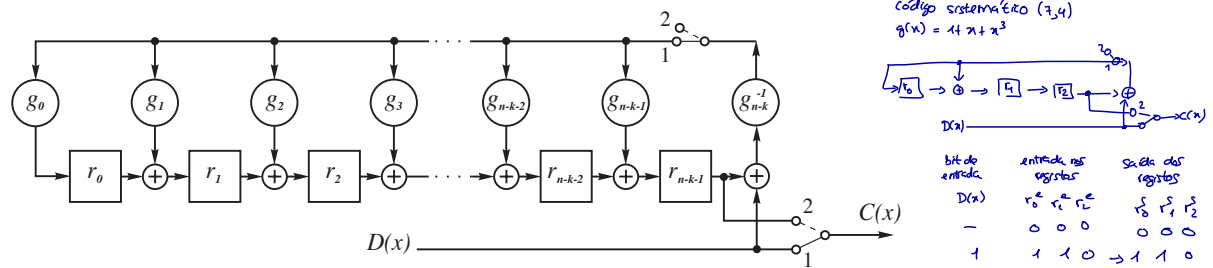 2
1
g₀ g₁ g₂ g₃ gₙ₋ₖ₋₂ gₙ₋ₖ₋₁ g⁻¹ₙ₋ₖ
r₀ + r₁ + r₂ + + rₙ₋ₖ₋₂ + rₙ₋ₖ₋₁ +
2
C(x)
D(x)
1
código sistemático (7,4)
g(x) = 1+x+x³
2
1
r₀ + r₁ r₂ +
2
C(x)
D(x)
bit de entrada nos saída dos
entrada registos registos
D(x) r₀ᵉ r₁ᵉ r₂ᵉ r₀ˢ r₁ˢ r₂ˢ
— 0 0 0 0 0 0
1 1 1 0 → 1 1 0